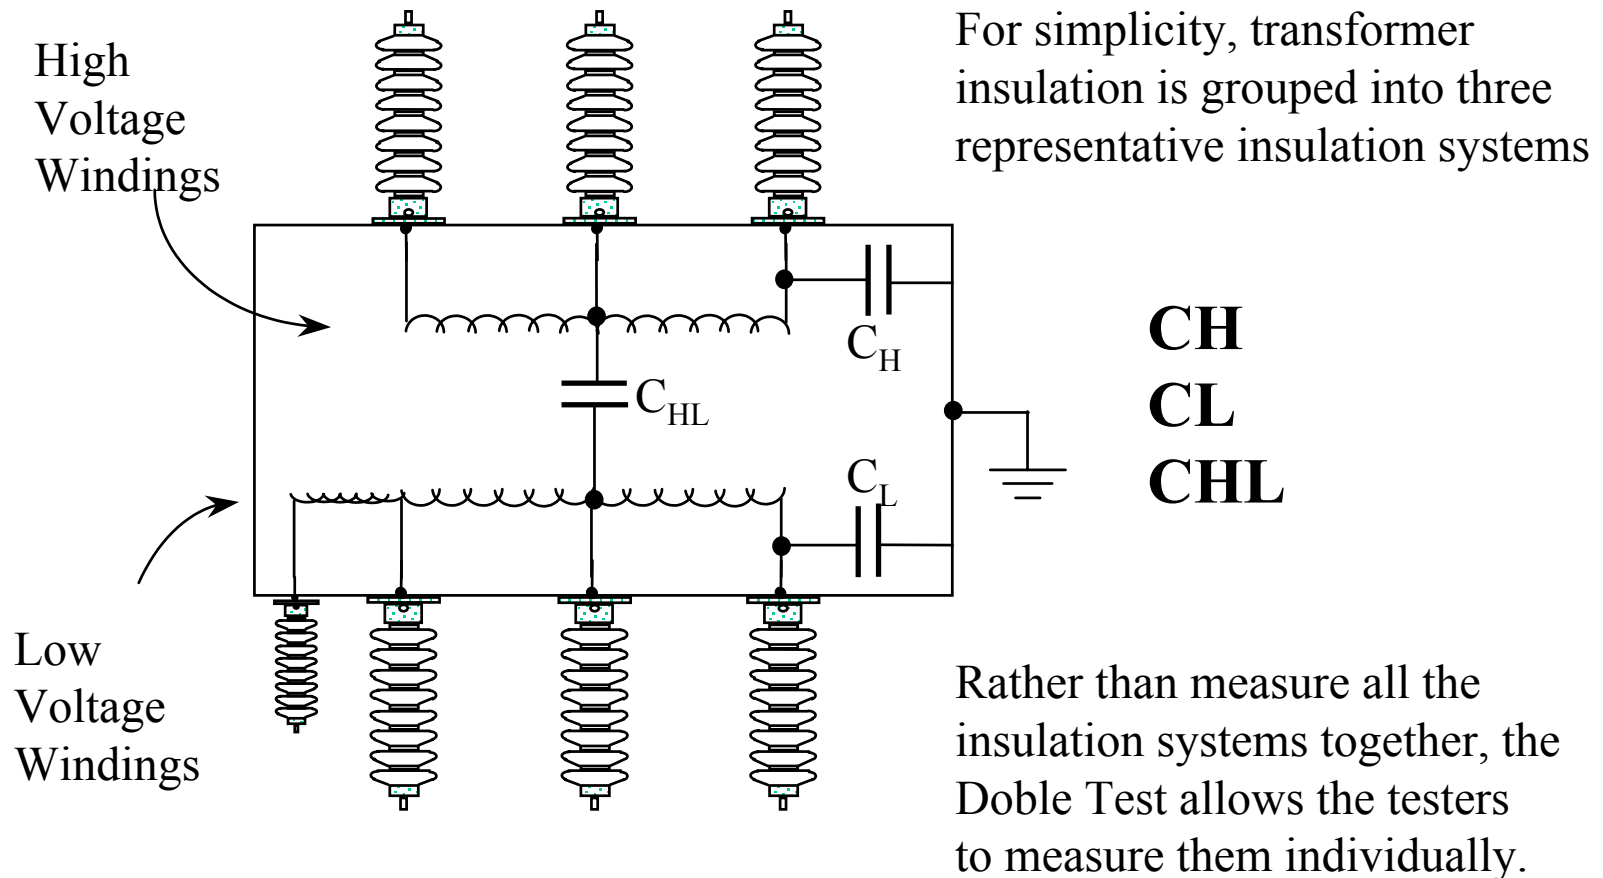 High
Voltage
Windings
For simplicity, transformer
insulation is grouped into three
representative insulation systems
C_H
C_HL
C_L
CH
CL
CHL
Low
Voltage
Windings
Rather than measure all the
insulation systems together, the
Doble Test allows the testers
to measure them individually.